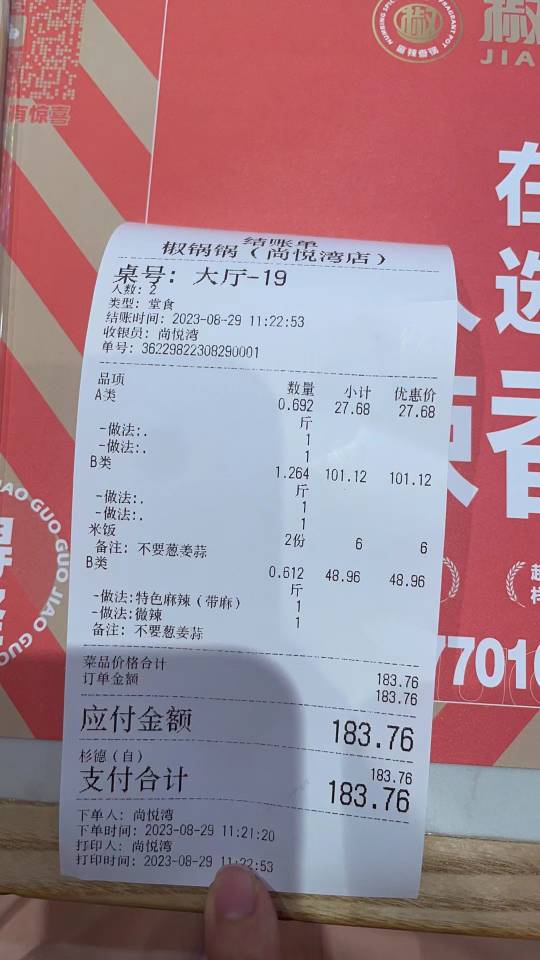 有惊喜
NUMBING SPI
FRAGRANT POT
椒
JIA
在
选
香
7701
JIAO GUO GUO JIAO GUO
结账单
椒锅锅（尚悦湾店）
桌号：大厅-19
人数：2
类型：堂食
结账时间：2023-08-29 11:22:53
收银员：尚悦湾
单号：36229822308290001
品项 数量 小计 优惠价
A类 0.692 27.68 27.68
斤
-做法:. 1
-做法:. 1
B类 1.264 101.12 101.12
斤
-做法:. 1
-做法:. 1
米饭 2份 6 6
备注：不要葱姜蒜
B类 0.612 48.96 48.96
斤
-做法:特色麻辣（带麻） 1
-做法:微辣 1
备注：不要葱姜蒜
菜品价格合计 183.76
订单金额 183.76
应付金额 183.76
杉德（自） 183.76
支付合计 183.76
下单人：尚悦湾
下单时间：2023-08-29 11:21:20
打印人：尚悦湾
打印时间：2023-08-29 11:22:53